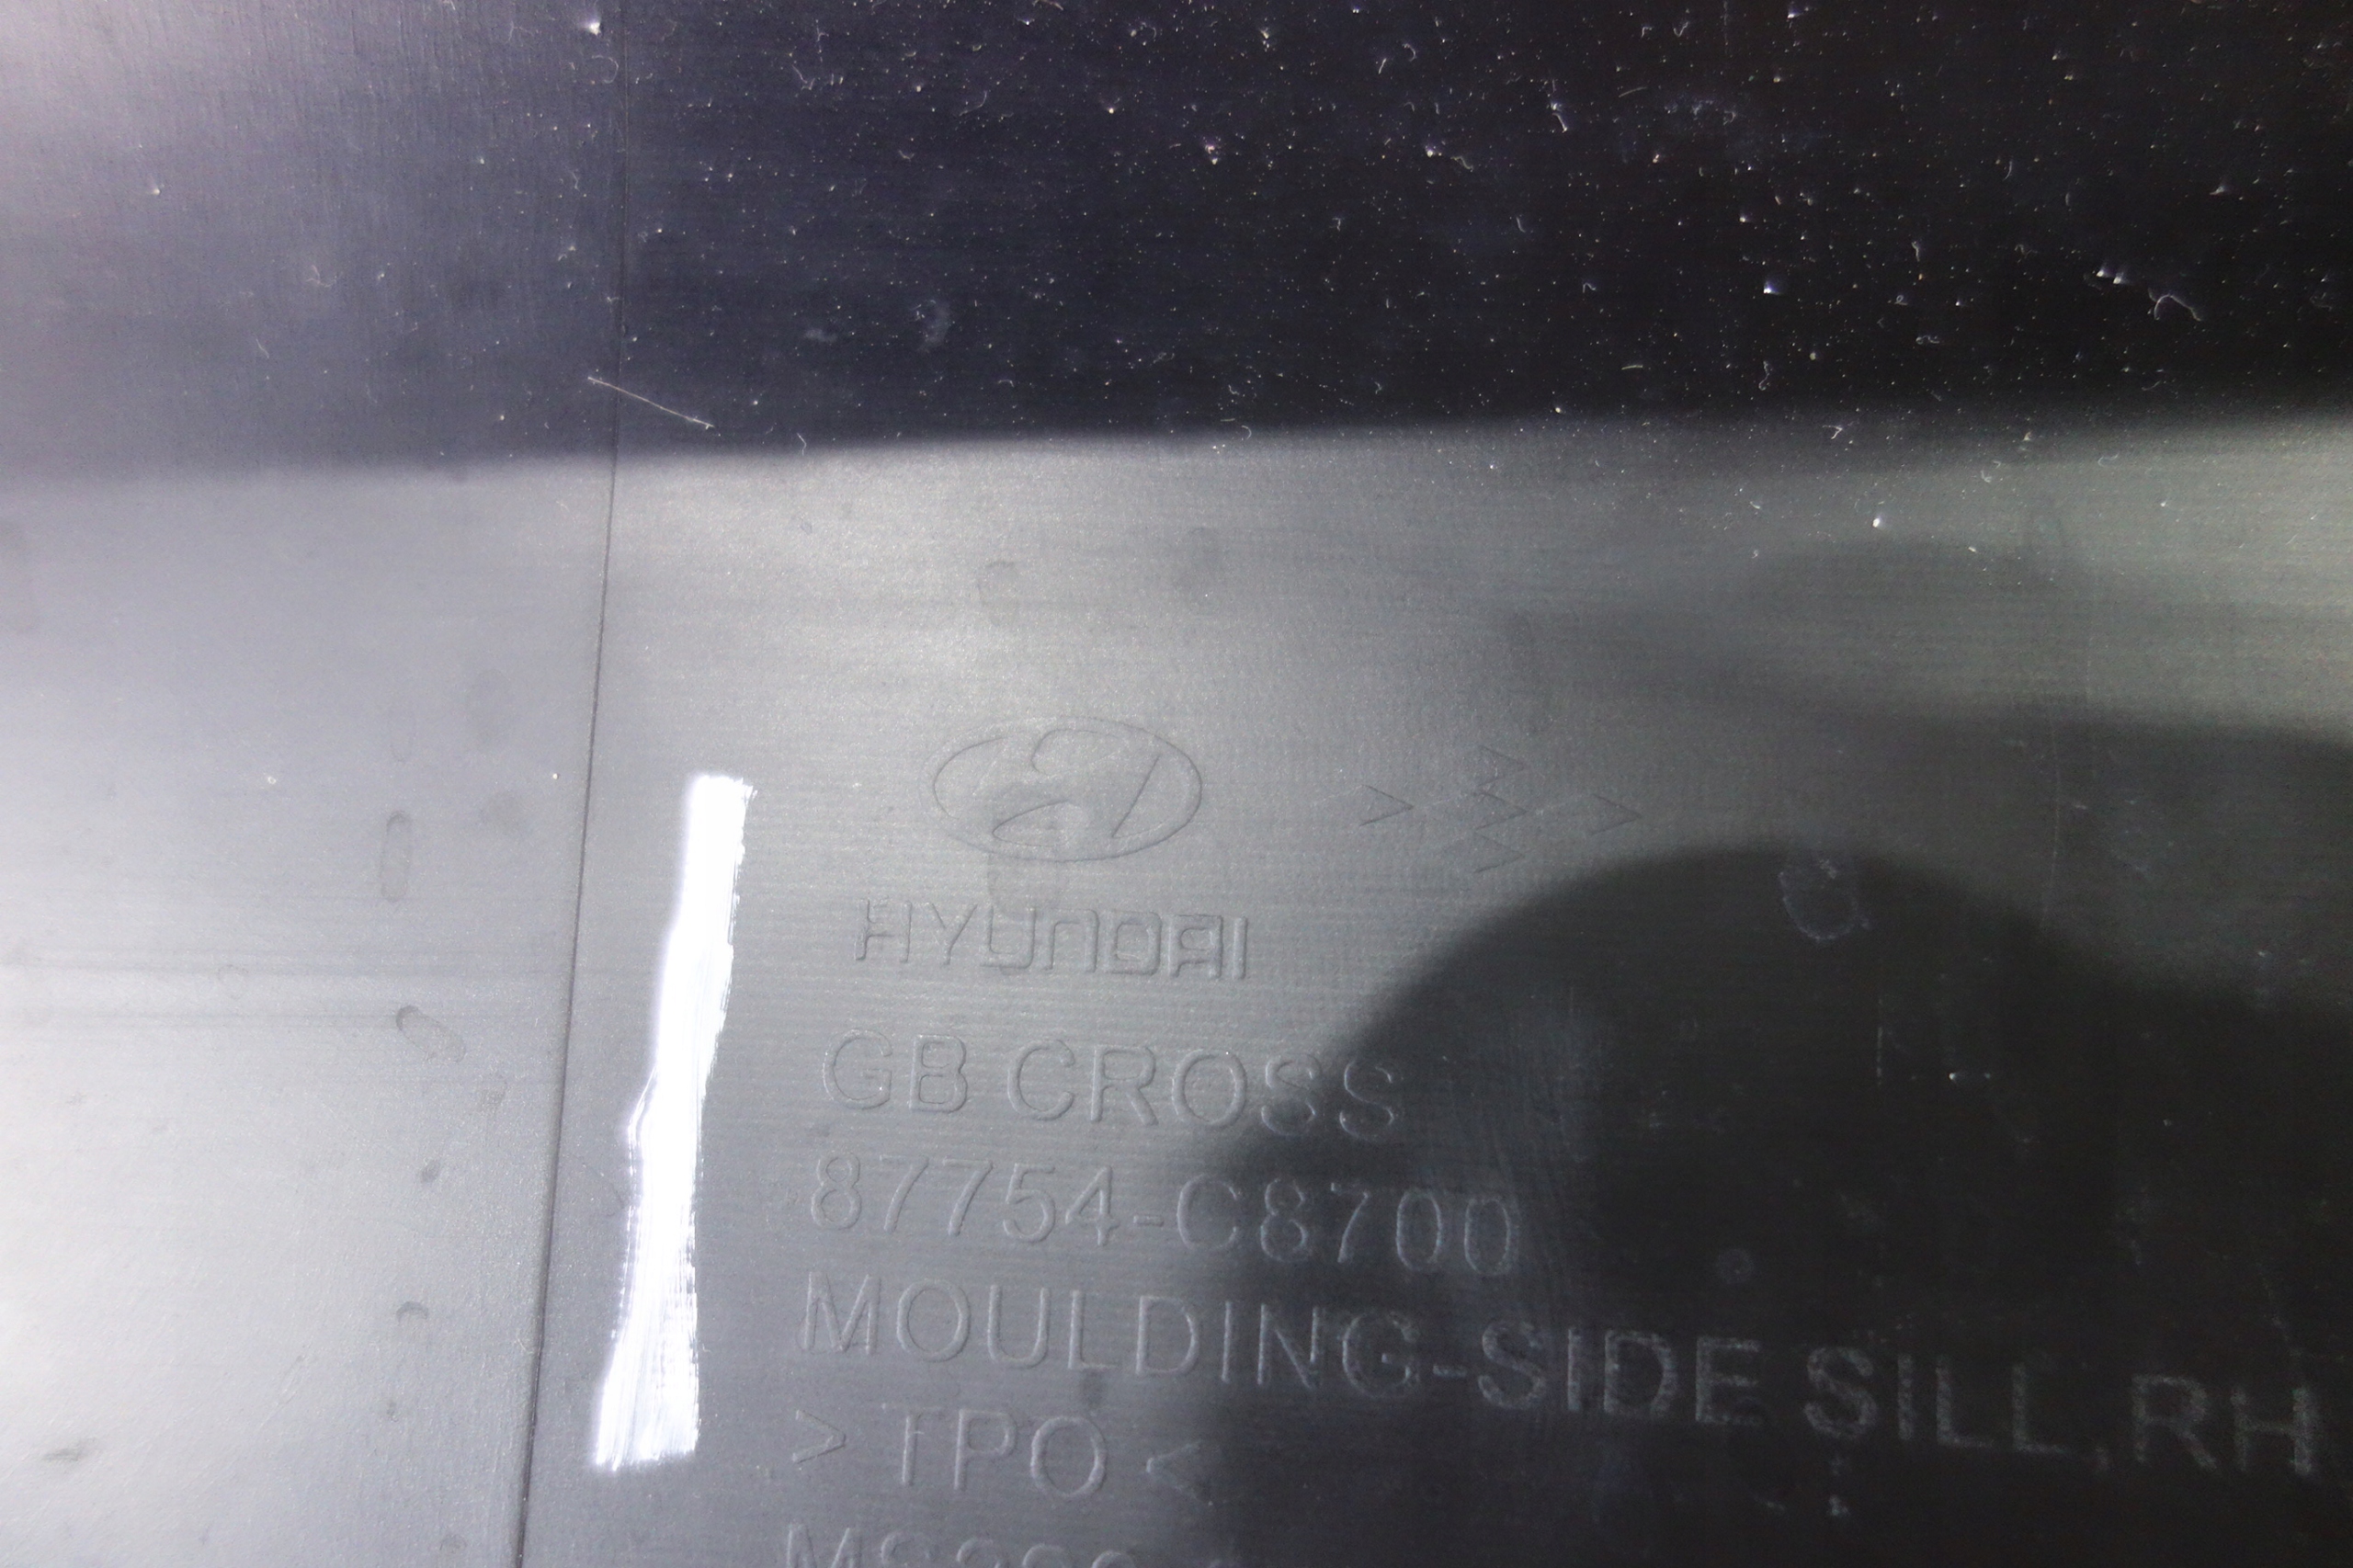 HYUNDAI
GB CROSS
87754-C8700
MOULDING-SIDE SILL,RH
> TPO <